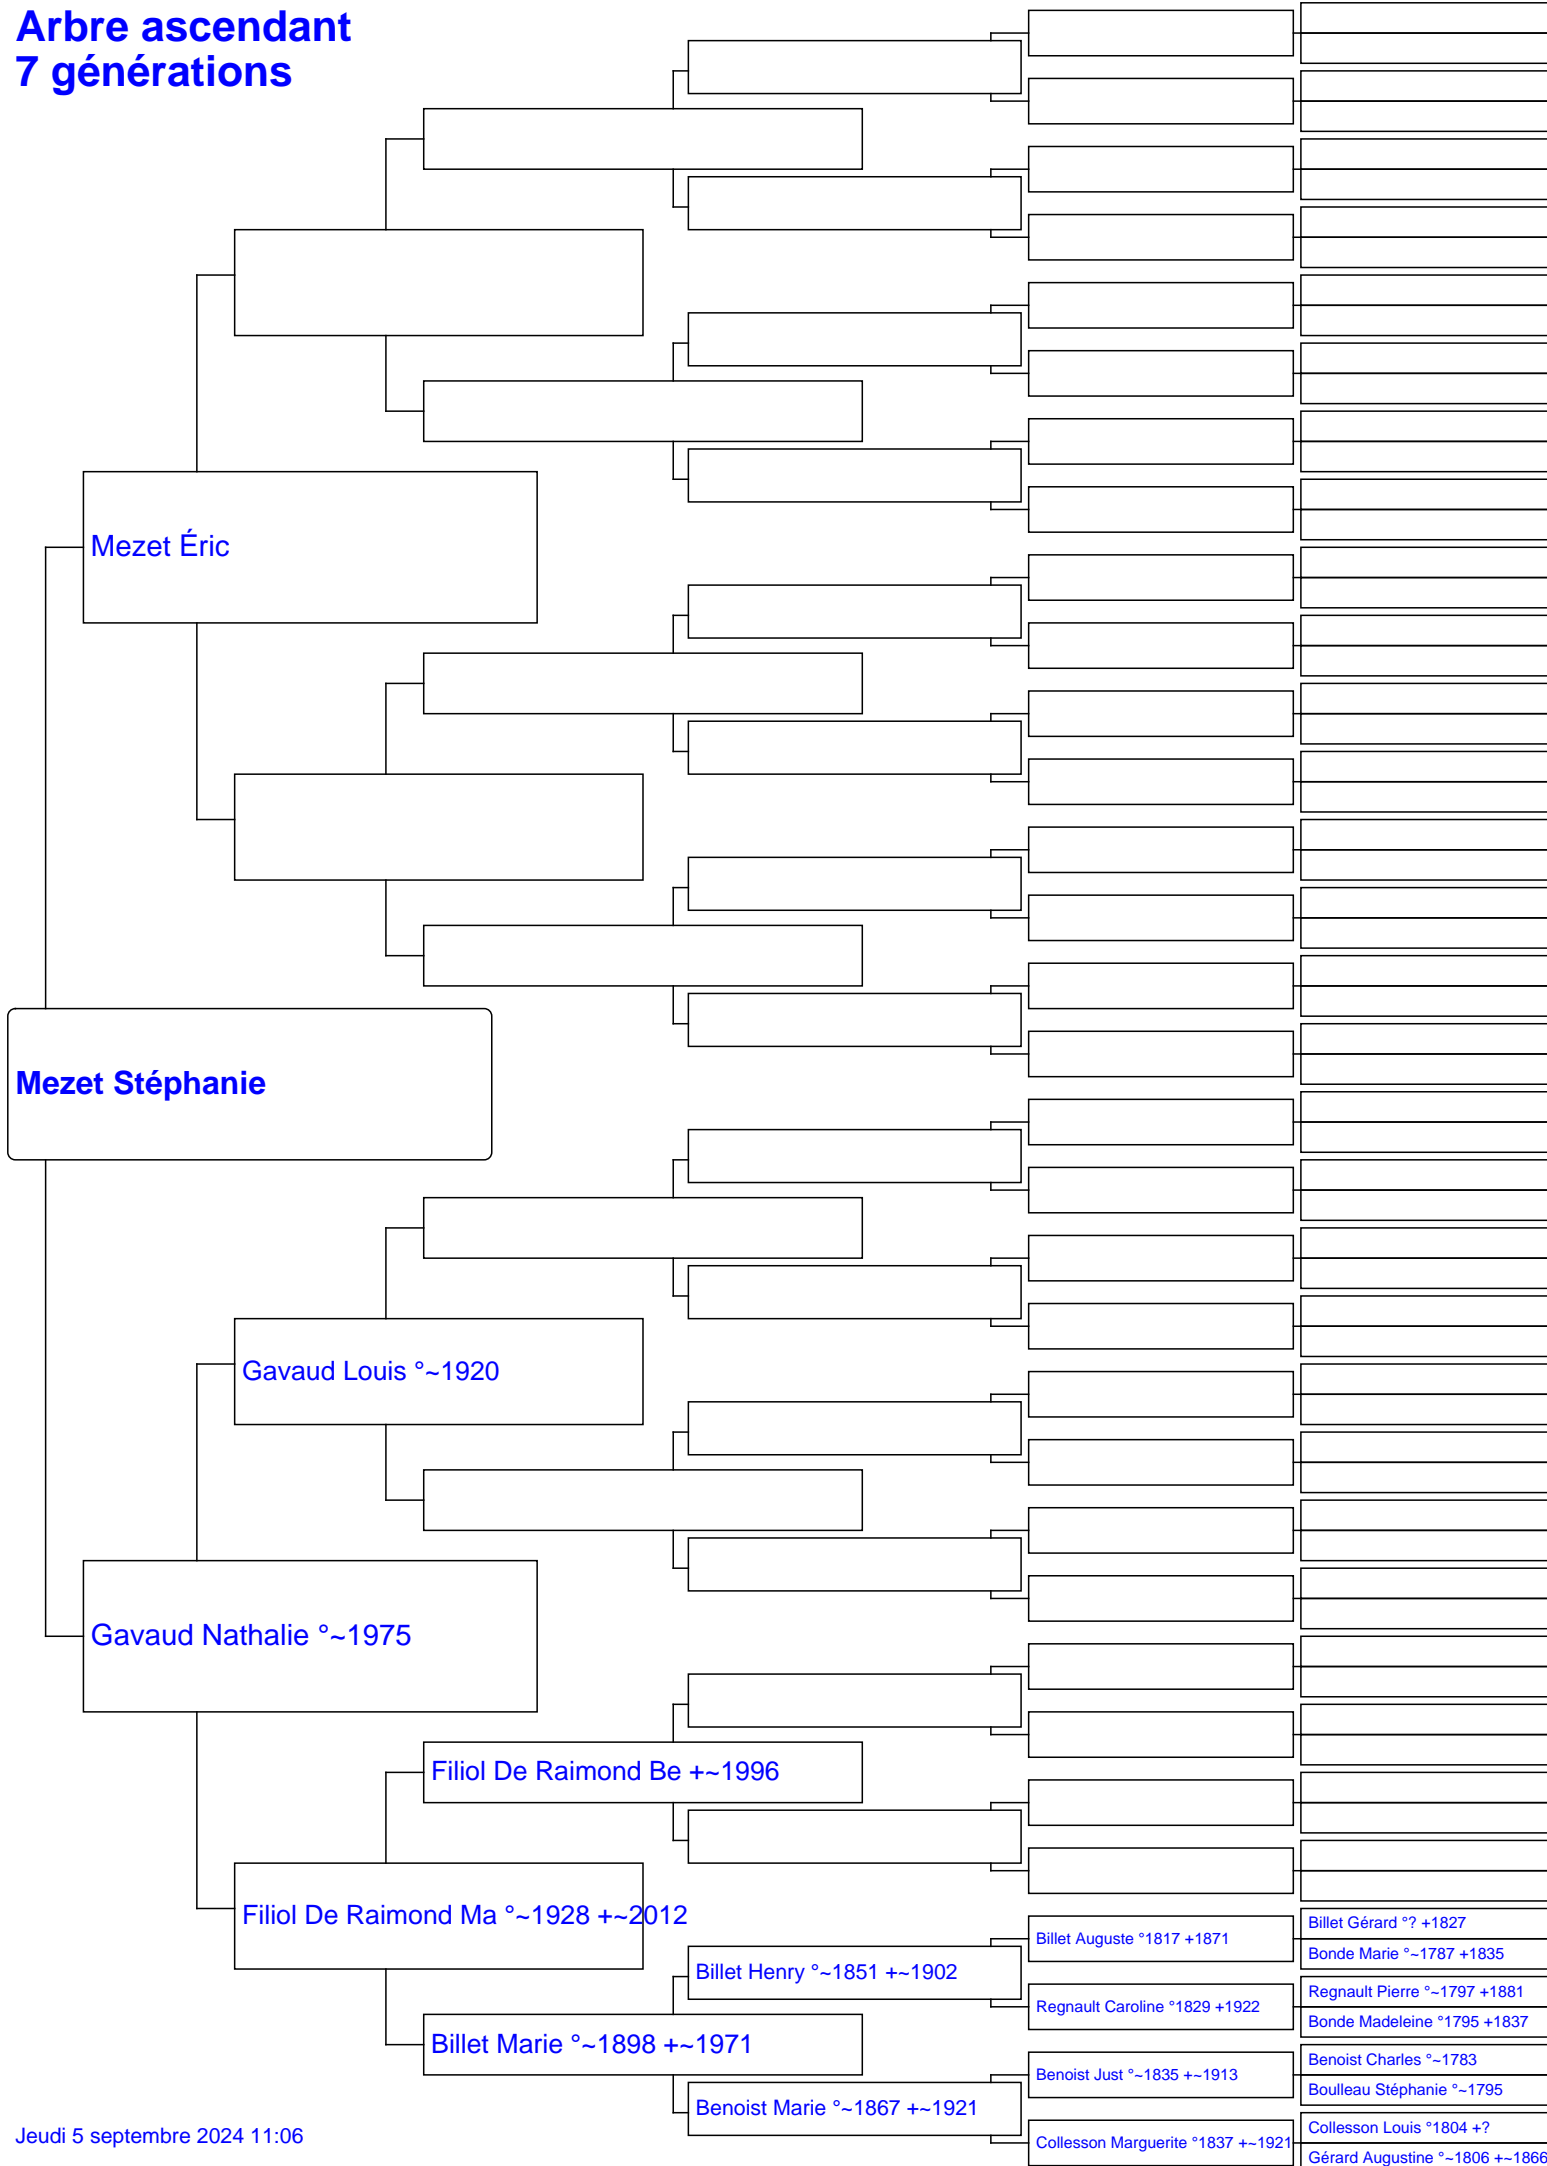 Arbre ascendant
7 générations
Mezet Éric
Mezet Stéphanie
Gavaud Louis °~1920
Gavaud Nathalie °~1975
Filiol De Raimond Be +~1996
Filiol De Raimond Ma °~1928 +~2012
Billet Auguste °1817 +1871
Billet Gérard °? +1827
Bonde Marie °~1787 +1835
Billet Henry °~1851 +~1902
Regnault Caroline °1829 +1922
Regnault Pierre °~1797 +1881
Bonde Madeleine °1795 +1837
Billet Marie °~1898 +~1971
Benoist Just °~1835 +~1913
Benoist Charles °~1783
Boulleau Stéphanie °~1795
Benoist Marie °~1867 +~1921
Collesson Marguerite °1837 +~1921
Collesson Louis °1804 +?
Gérard Augustine °~1806 +~1866
Jeudi 5 septembre 2024 11:06